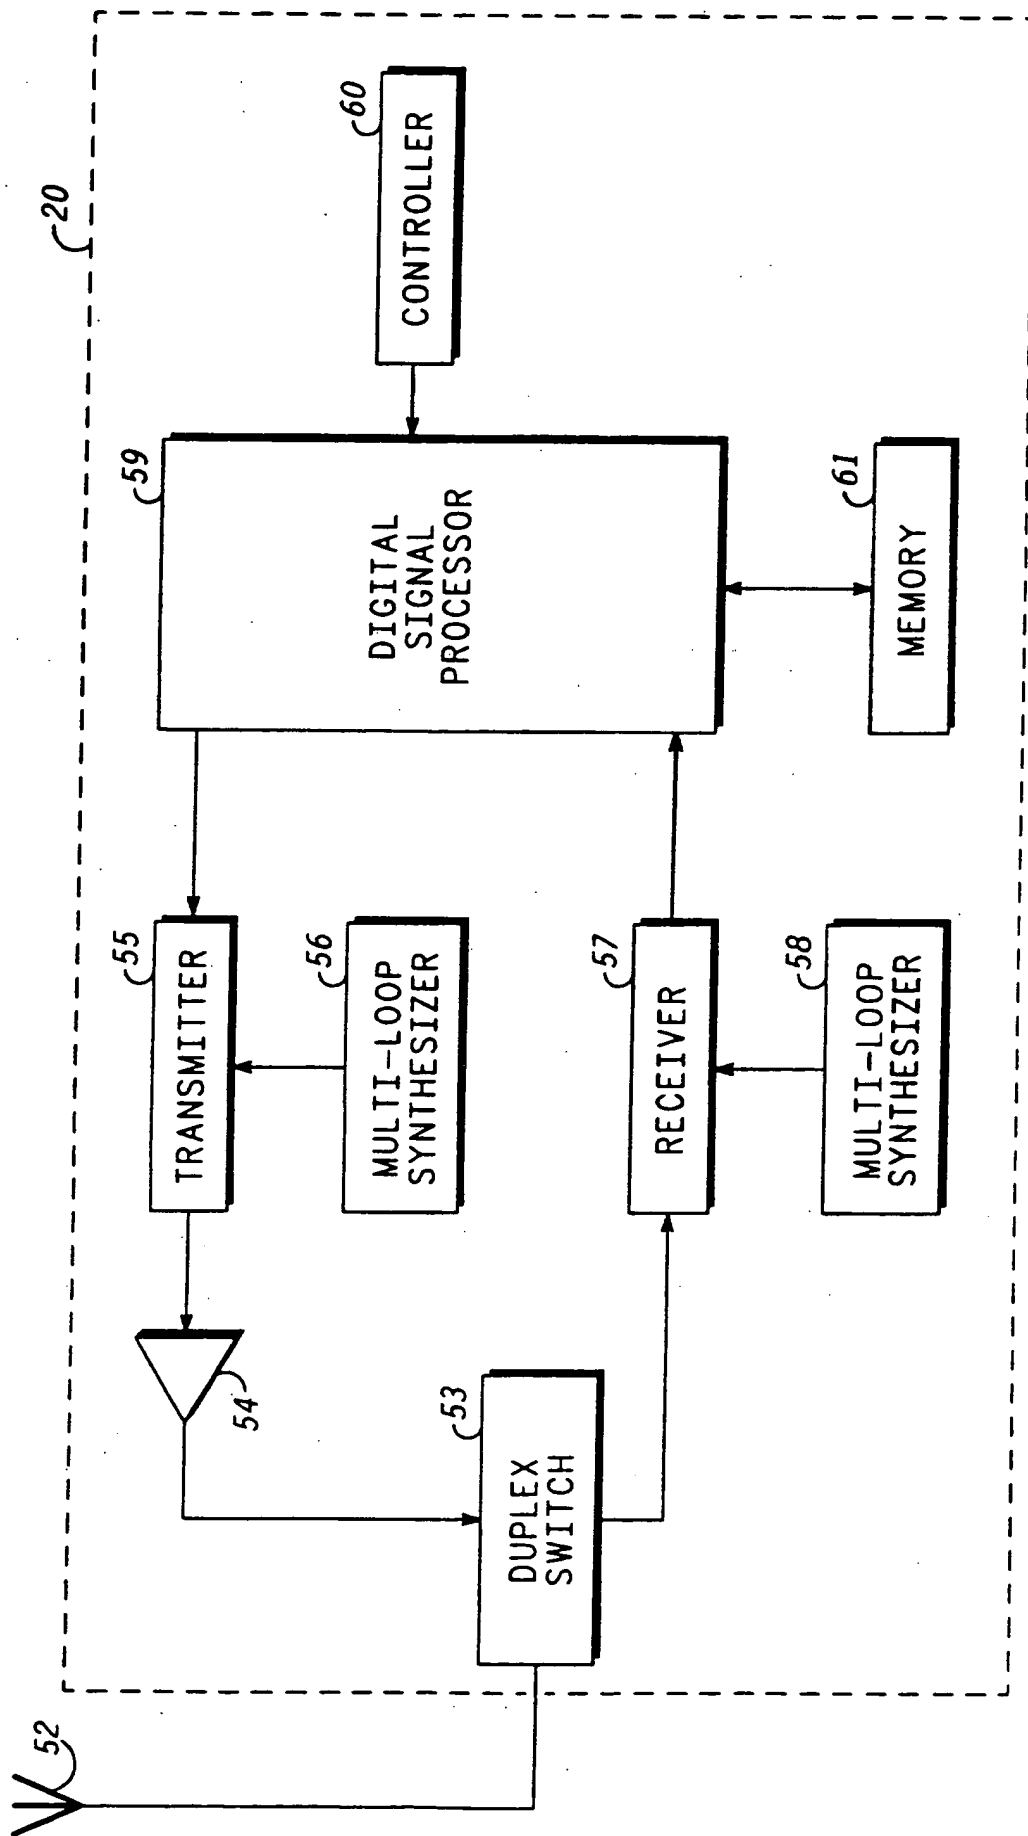 52
20
54
55
TRANSMITTER
59
DIGITAL
SIGNAL
PROCESSOR
60
CONTROLLER
56
MULTI-LOOP
SYNTHESIZER
53
DUPLEX
SWITCH
57
RECEIVER
58
MULTI-LOOP
SYNTHESIZER
61
MEMORY